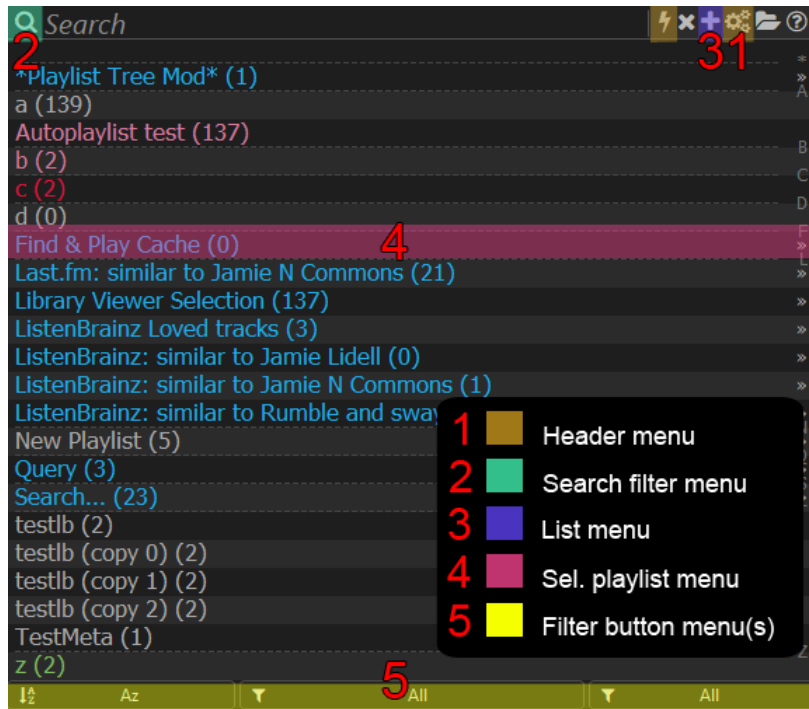 Search
2
31
*
*Playlist Tree Mod* (1) »
A
a (139)
Autoplaylist test (137)
B
b (2)
C
c (2)
D
d (0)
F
Find & Play Cache (0) 4 »
L
Last.fm: similar to Jamie N Commons (21) »
Library Viewer Selection (137) »
ListenBrainz Loved tracks (3) »
ListenBrainz: similar to Jamie Lidell (0) »
ListenBrainz: similar to Jamie N Commons (1) »
ListenBrainz: similar to Rumble and sway
New Playlist (5)
Query (3)
Search... (23)
testlb (2)
testlb (copy 0) (2)
testlb (copy 1) (2)
testlb (copy 2) (2)
TestMeta (1)
Z
z (2)
1 Header menu
2 Search filter menu
3 List menu
4 Sel. playlist menu
5 Filter button menu(s)
5
Az All All